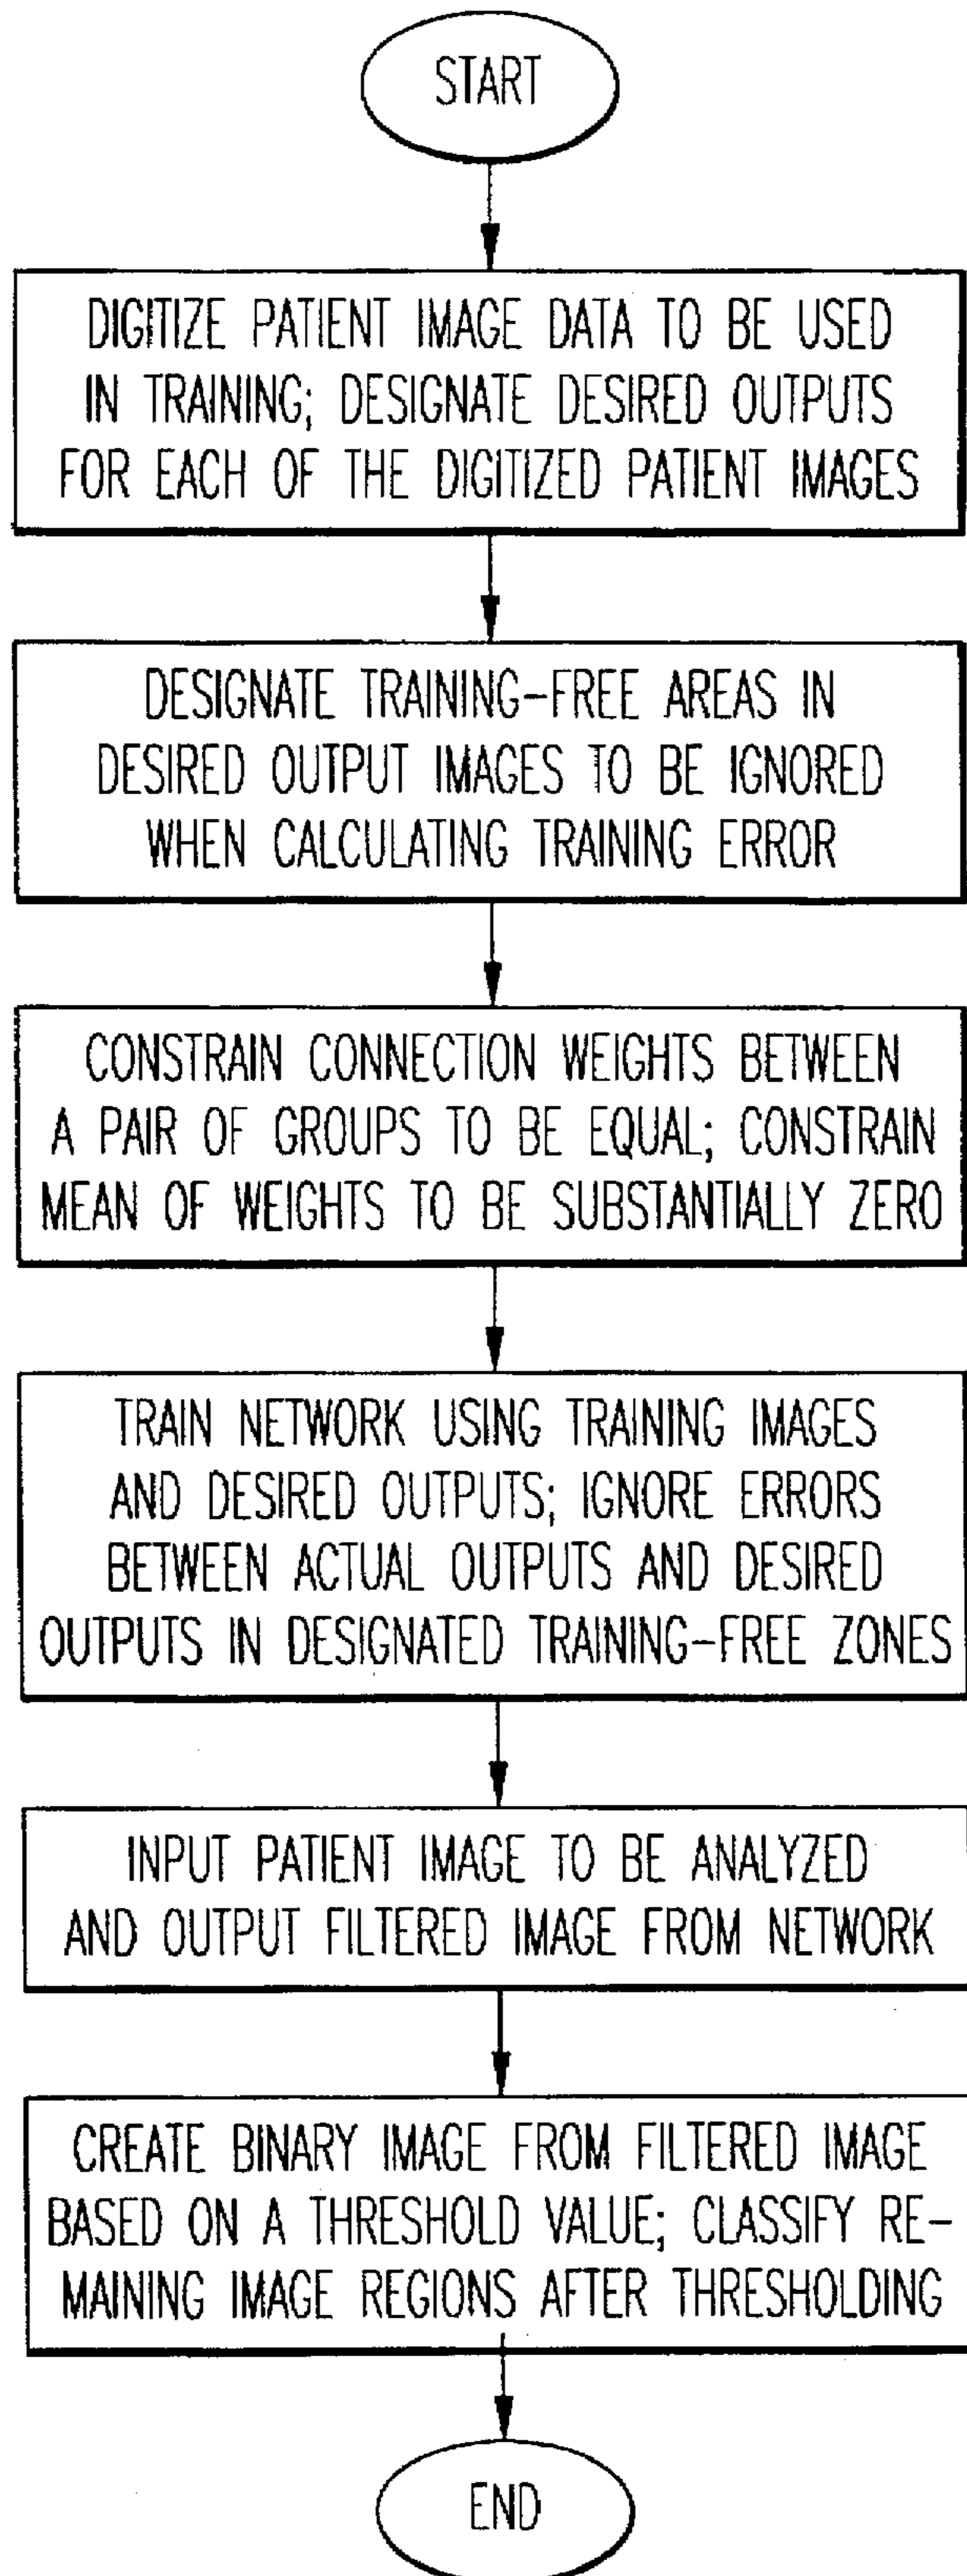 START
DIGITIZE PATIENT IMAGE DATA TO BE USED
IN TRAINING; DESIGNATE DESIRED OUTPUTS
FOR EACH OF THE DIGITIZED PATIENT IMAGES
DESIGNATE TRAINING-FREE AREAS IN
DESIRED OUTPUT IMAGES TO BE IGNORED
WHEN CALCULATING TRAINING ERROR
CONSTRAIN CONNECTION WEIGHTS BETWEEN
A PAIR OF GROUPS TO BE EQUAL; CONSTRAIN
MEAN OF WEIGHTS TO BE SUBSTANTIALLY ZERO
TRAIN NETWORK USING TRAINING IMAGES
AND DESIRED OUTPUTS; IGNORE ERRORS
BETWEEN ACTUAL OUTPUTS AND DESIRED
OUTPUTS IN DESIGNATED TRAINING-FREE ZONES
INPUT PATIENT IMAGE TO BE ANALYZED
AND OUTPUT FILTERED IMAGE FROM NETWORK
CREATE BINARY IMAGE FROM FILTERED IMAGE
BASED ON A THRESHOLD VALUE; CLASSIFY RE-
MAINING IMAGE REGIONS AFTER THRESHOLDING
END